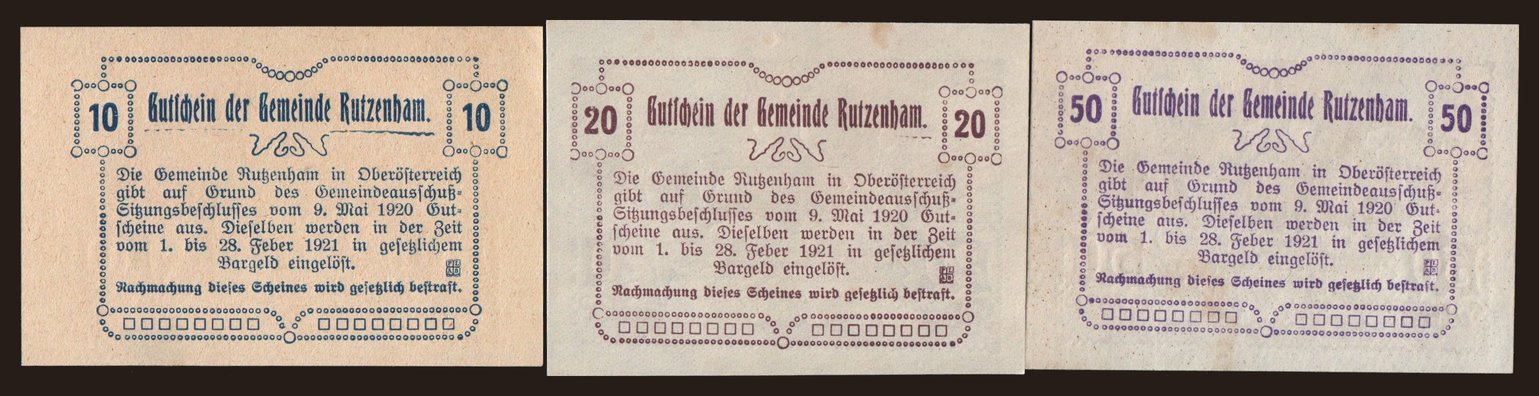 10 Gutschein der Gemeinde Rutzenham. 10
Die Gemeinde Rutzenham in Oberösterreich
gibt auf Grund des Gemeindeausschuß-
Sitzungsbeschlusses vom 9. Mai 1920 Gut-
scheine aus. Dieselben werden in der Zeit
vom 1. bis 28. Feber 1921 in gesetzlichem
Bargeld eingelöst.
Nachmachung dieses Scheines wird gesetzlich bestraft.
20 Gutschein der Gemeinde Rutzenham. 20
Die Gemeinde Rutzenham in Oberösterreich
gibt auf Grund des Gemeindeausschuß-
Sitzungsbeschlusses vom 9. Mai 1920 Gut-
scheine aus. Dieselben werden in der Zeit
vom 1. bis 28. Feber 1921 in gesetzlichem
Bargeld eingelöst.
Nachmachung dieses Scheines wird gesetzlich bestraft.
50 Gutschein der Gemeinde Rutzenham. 50
Die Gemeinde Rutzenham in Oberösterreich
gibt auf Grund des Gemeindeausschuß-
Sitzungsbeschlusses vom 9. Mai 1920 Gut-
scheine aus. Dieselben werden in der Zeit
vom 1. bis 28. Feber 1921 in gesetzlichem
Bargeld eingelöst.
Nachmachung dieses Scheines wird gesetzlich bestraft.